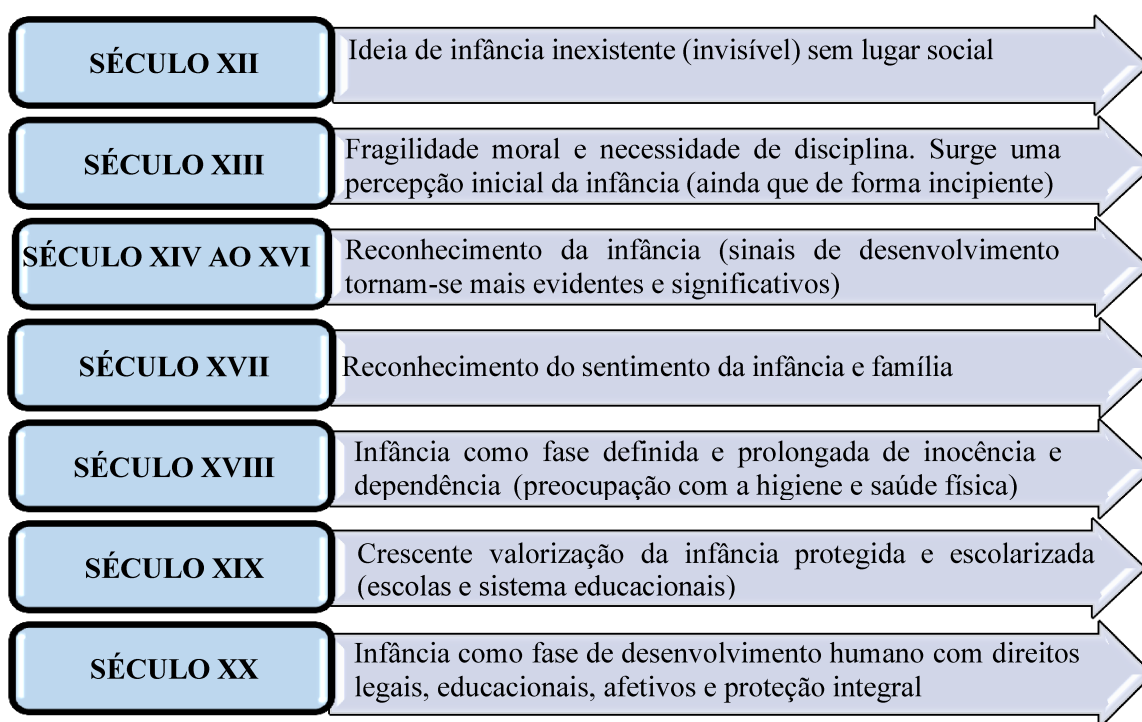 SÉCULO XII
Ideia de infância inexistente (invisível) sem lugar social
SÉCULO XIII
Fragilidade moral e necessidade de disciplina. Surge uma
percepção inicial da infância (ainda que de forma incipiente)
SÉCULO XIV AO XVI
Reconhecimento da infância (sinais de desenvolvimento
tornam-se mais evidentes e significativos)
SÉCULO XVII
Reconhecimento do sentimento da infância e família
SÉCULO XVIII
Infância como fase definida e prolongada de inocência e
dependência (preocupação com a higiene e saúde física)
SÉCULO XIX
Crescente valorização da infância protegida e escolarizada
(escolas e sistema educacionais)
SÉCULO XX
Infância como fase de desenvolvimento humano com direitos
legais, educacionais, afetivos e proteção integral